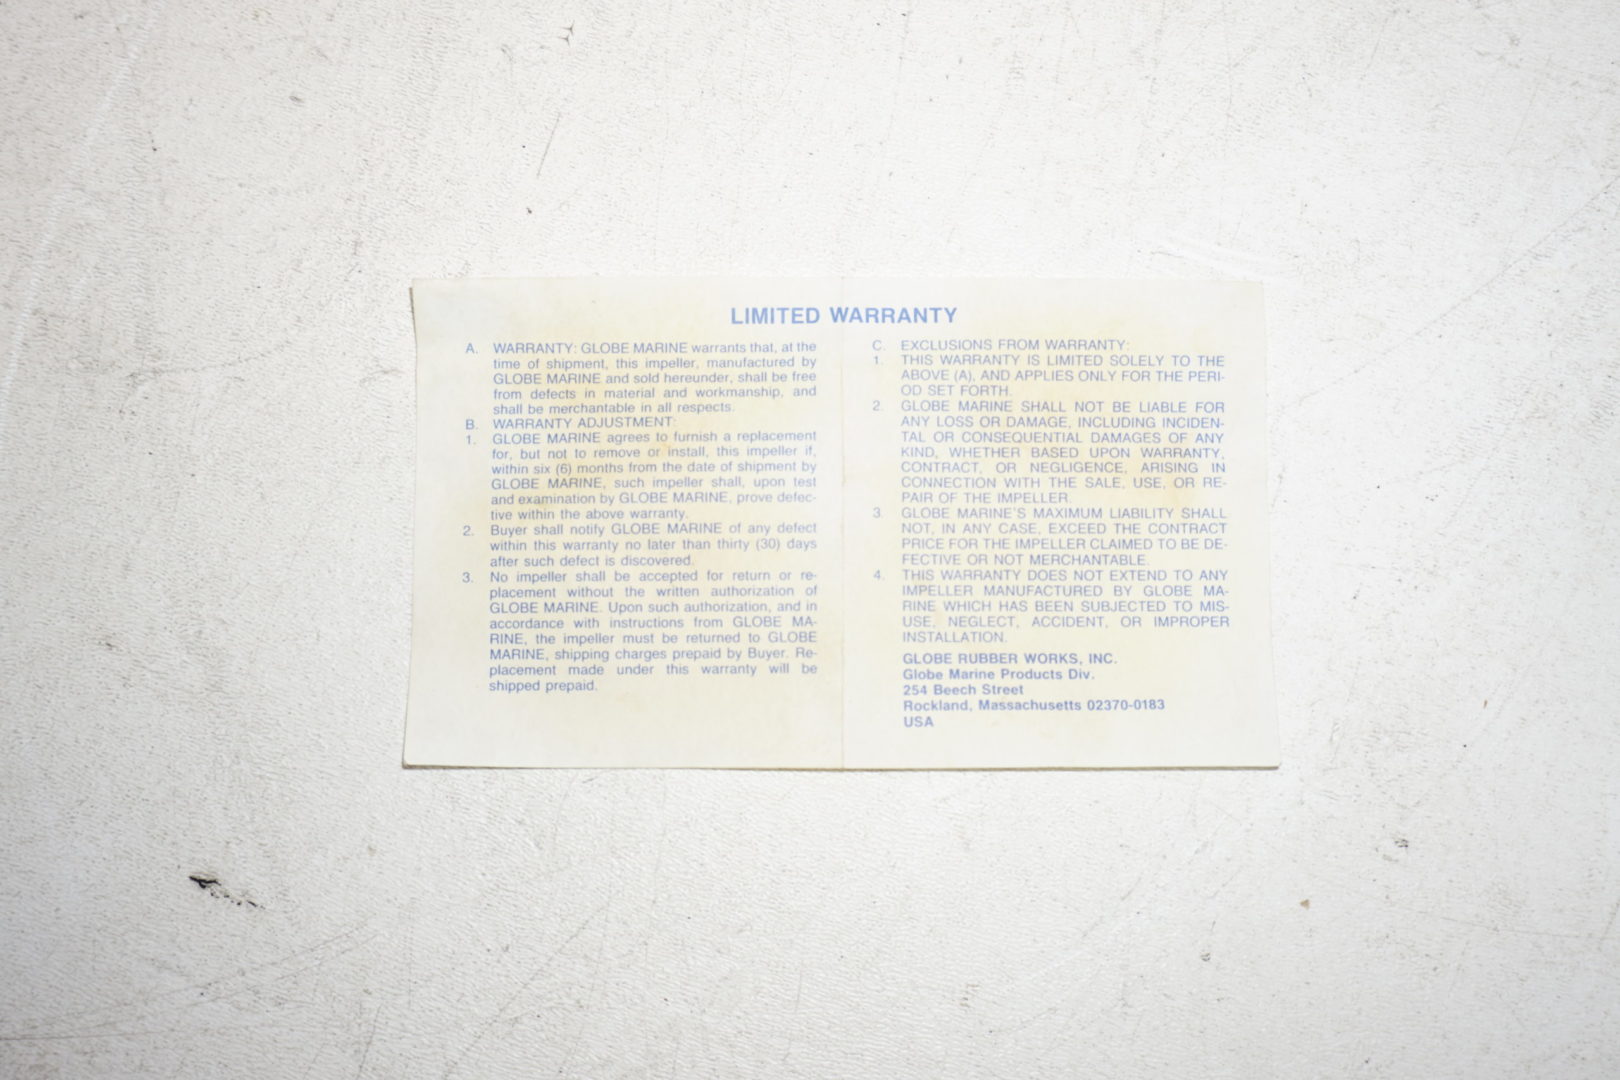 LIMITED WARRANTY
A. WARRANTY: GLOBE MARINE warrants that, at the
time of shipment, this impeller, manufactured by
GLOBE MARINE and sold hereunder, shall be free
from defects in material and workmanship, and
shall be merchantable in all respects.
B. WARRANTY ADJUSTMENT:
1. GLOBE MARINE agrees to furnish a replacement
for, but not to remove or install, this impeller if,
within six (6) months from the date of shipment by
GLOBE MARINE, such impeller shall, upon test
and examination by GLOBE MARINE, prove defec-
tive within the above warranty.
2. Buyer shall notify GLOBE MARINE of any defect
within this warranty no later than thirty (30) days
after such defect is discovered.
3. No impeller shall be accepted for return or re-
placement without the written authorization of
GLOBE MARINE. Upon such authorization, and in
accordance with instructions from GLOBE MA-
RINE, the impeller must be returned to GLOBE
MARINE, shipping charges prepaid by Buyer. Re-
placement made under this warranty will be
shipped prepaid.
C. EXCLUSIONS FROM WARRANTY:
1. THIS WARRANTY IS LIMITED SOLELY TO THE
ABOVE (A), AND APPLIES ONLY FOR THE PERI-
OD SET FORTH.
2. GLOBE MARINE SHALL NOT BE LIABLE FOR
ANY LOSS OR DAMAGE, INCLUDING INCIDEN-
TAL OR CONSEQUENTIAL DAMAGES OF ANY
KIND, WHETHER BASED UPON WARRANTY,
CONTRACT, OR NEGLIGENCE, ARISING IN
CONNECTION WITH THE SALE, USE, OR RE-
PAIR OF THE IMPELLER.
3. GLOBE MARINE'S MAXIMUM LIABILITY SHALL
NOT, IN ANY CASE, EXCEED THE CONTRACT
PRICE FOR THE IMPELLER CLAIMED TO BE DE-
FECTIVE OR NOT MERCHANTABLE.
4. THIS WARRANTY DOES NOT EXTEND TO ANY
IMPELLER MANUFACTURED BY GLOBE MA-
RINE WHICH HAS BEEN SUBJECTED TO MIS-
USE, NEGLECT, ACCIDENT, OR IMPROPER
INSTALLATION.
GLOBE RUBBER WORKS, INC.
Globe Marine Products Div.
254 Beech Street
Rockland, Massachusetts 02370-0183
USA